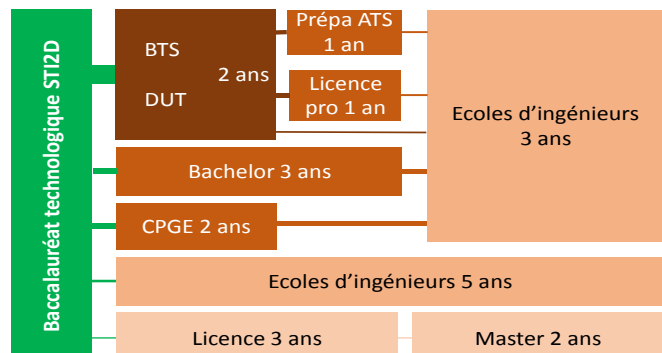 Baccalauréat technologique STI2D
BTS
DUT
2 ans
Prépa ATS
1 an
Licence
pro 1 an
Ecoles d’ingénieurs
3 ans
Bachelor 3 ans
CPGE 2 ans
Ecoles d’ingénieurs 5 ans
Licence 3 ans
Master 2 ans